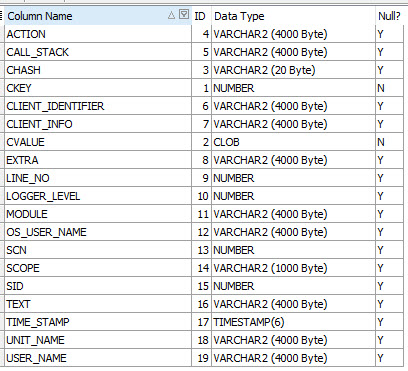 Column Name ID Data Type Null?
ACTION 4 VARCHAR2 (4000 Byte) Y
CALL_STACK 5 VARCHAR2 (4000 Byte) Y
CHASH 3 VARCHAR2 (20 Byte) Y
CKEY 1 NUMBER N
CLIENT_IDENTIFIER 6 VARCHAR2 (4000 Byte) Y
CLIENT_INFO 7 VARCHAR2 (4000 Byte) Y
CVALUE 2 CLOB N
EXTRA 8 VARCHAR2 (4000 Byte) Y
LINE_NO 9 NUMBER Y
LOGGER_LEVEL 10 NUMBER Y
MODULE 11 VARCHAR2 (4000 Byte) Y
OS_USER_NAME 12 VARCHAR2 (4000 Byte) Y
SCN 13 NUMBER Y
SCOPE 14 VARCHAR2 (1000 Byte) Y
SID 15 NUMBER Y
TEXT 16 VARCHAR2 (4000 Byte) Y
TIME_STAMP 17 TIMESTAMP(6) Y
UNIT_NAME 18 VARCHAR2 (4000 Byte) Y
USER_NAME 19 VARCHAR2 (4000 Byte) Y